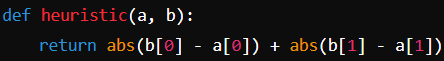 def heuristic(a, b):
    return abs(b[0] - a[0]) + abs(b[1] - a[1])